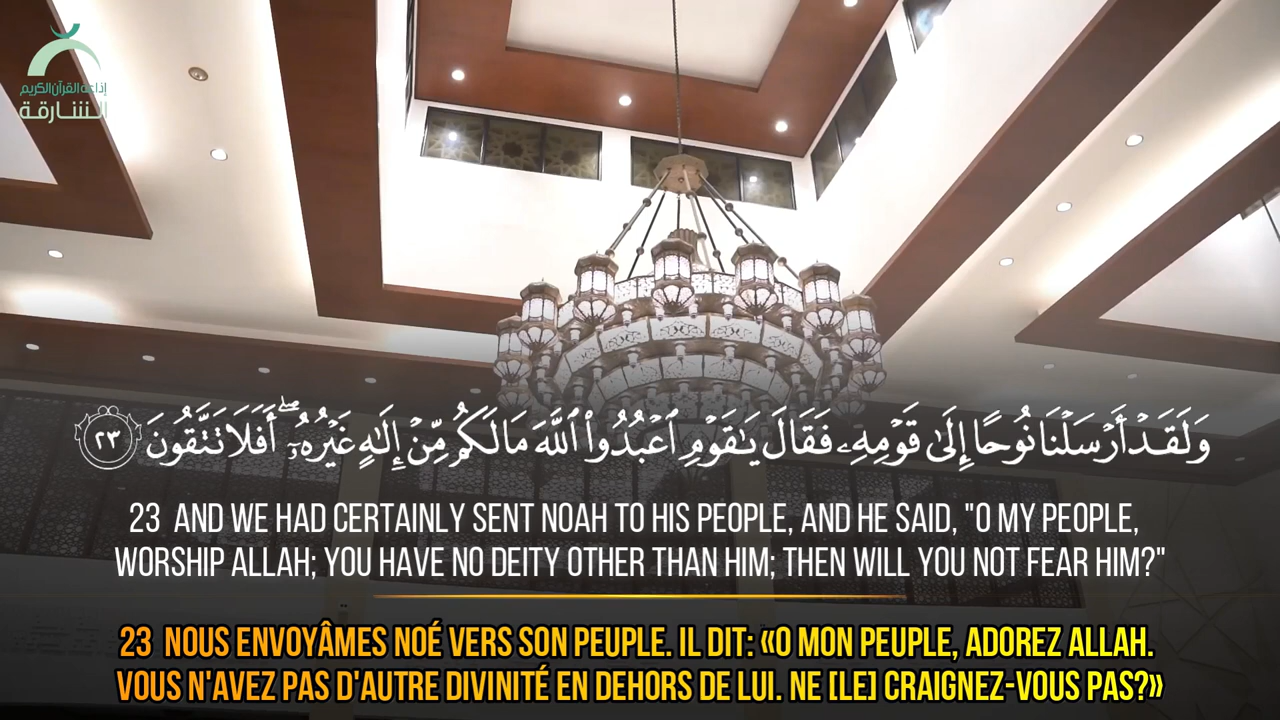 إذاعة القرآن الكريم
الشارقة
وَلَقَدْ أَرْسَلْنَا نُوحًا إِلَىٰ قَوْمِهِۦ فَقَالَ يَٰقَوْمِ ٱعْبُدُوا۟ ٱللَّهَ مَا لَكُم مِّنْ إِلَٰهٍ غَيْرُهُۥٓ ۖ أَفَلَا تَتَّقُونَ ٢٣
23 AND WE HAD CERTAINLY SENT NOAH TO HIS PEOPLE, AND HE SAID, "O MY PEOPLE,
WORSHIP ALLAH; YOU HAVE NO DEITY OTHER THAN HIM; THEN WILL YOU NOT FEAR HIM?"
23 NOUS ENVOYÂMES NOÉ VERS SON PEUPLE. IL DIT: «O MON PEUPLE, ADOREZ ALLAH.
VOUS N'AVEZ PAS D'AUTRE DIVINITÉ EN DEHORS DE LUI. NE [LE] CRAIGNEZ-VOUS PAS?»